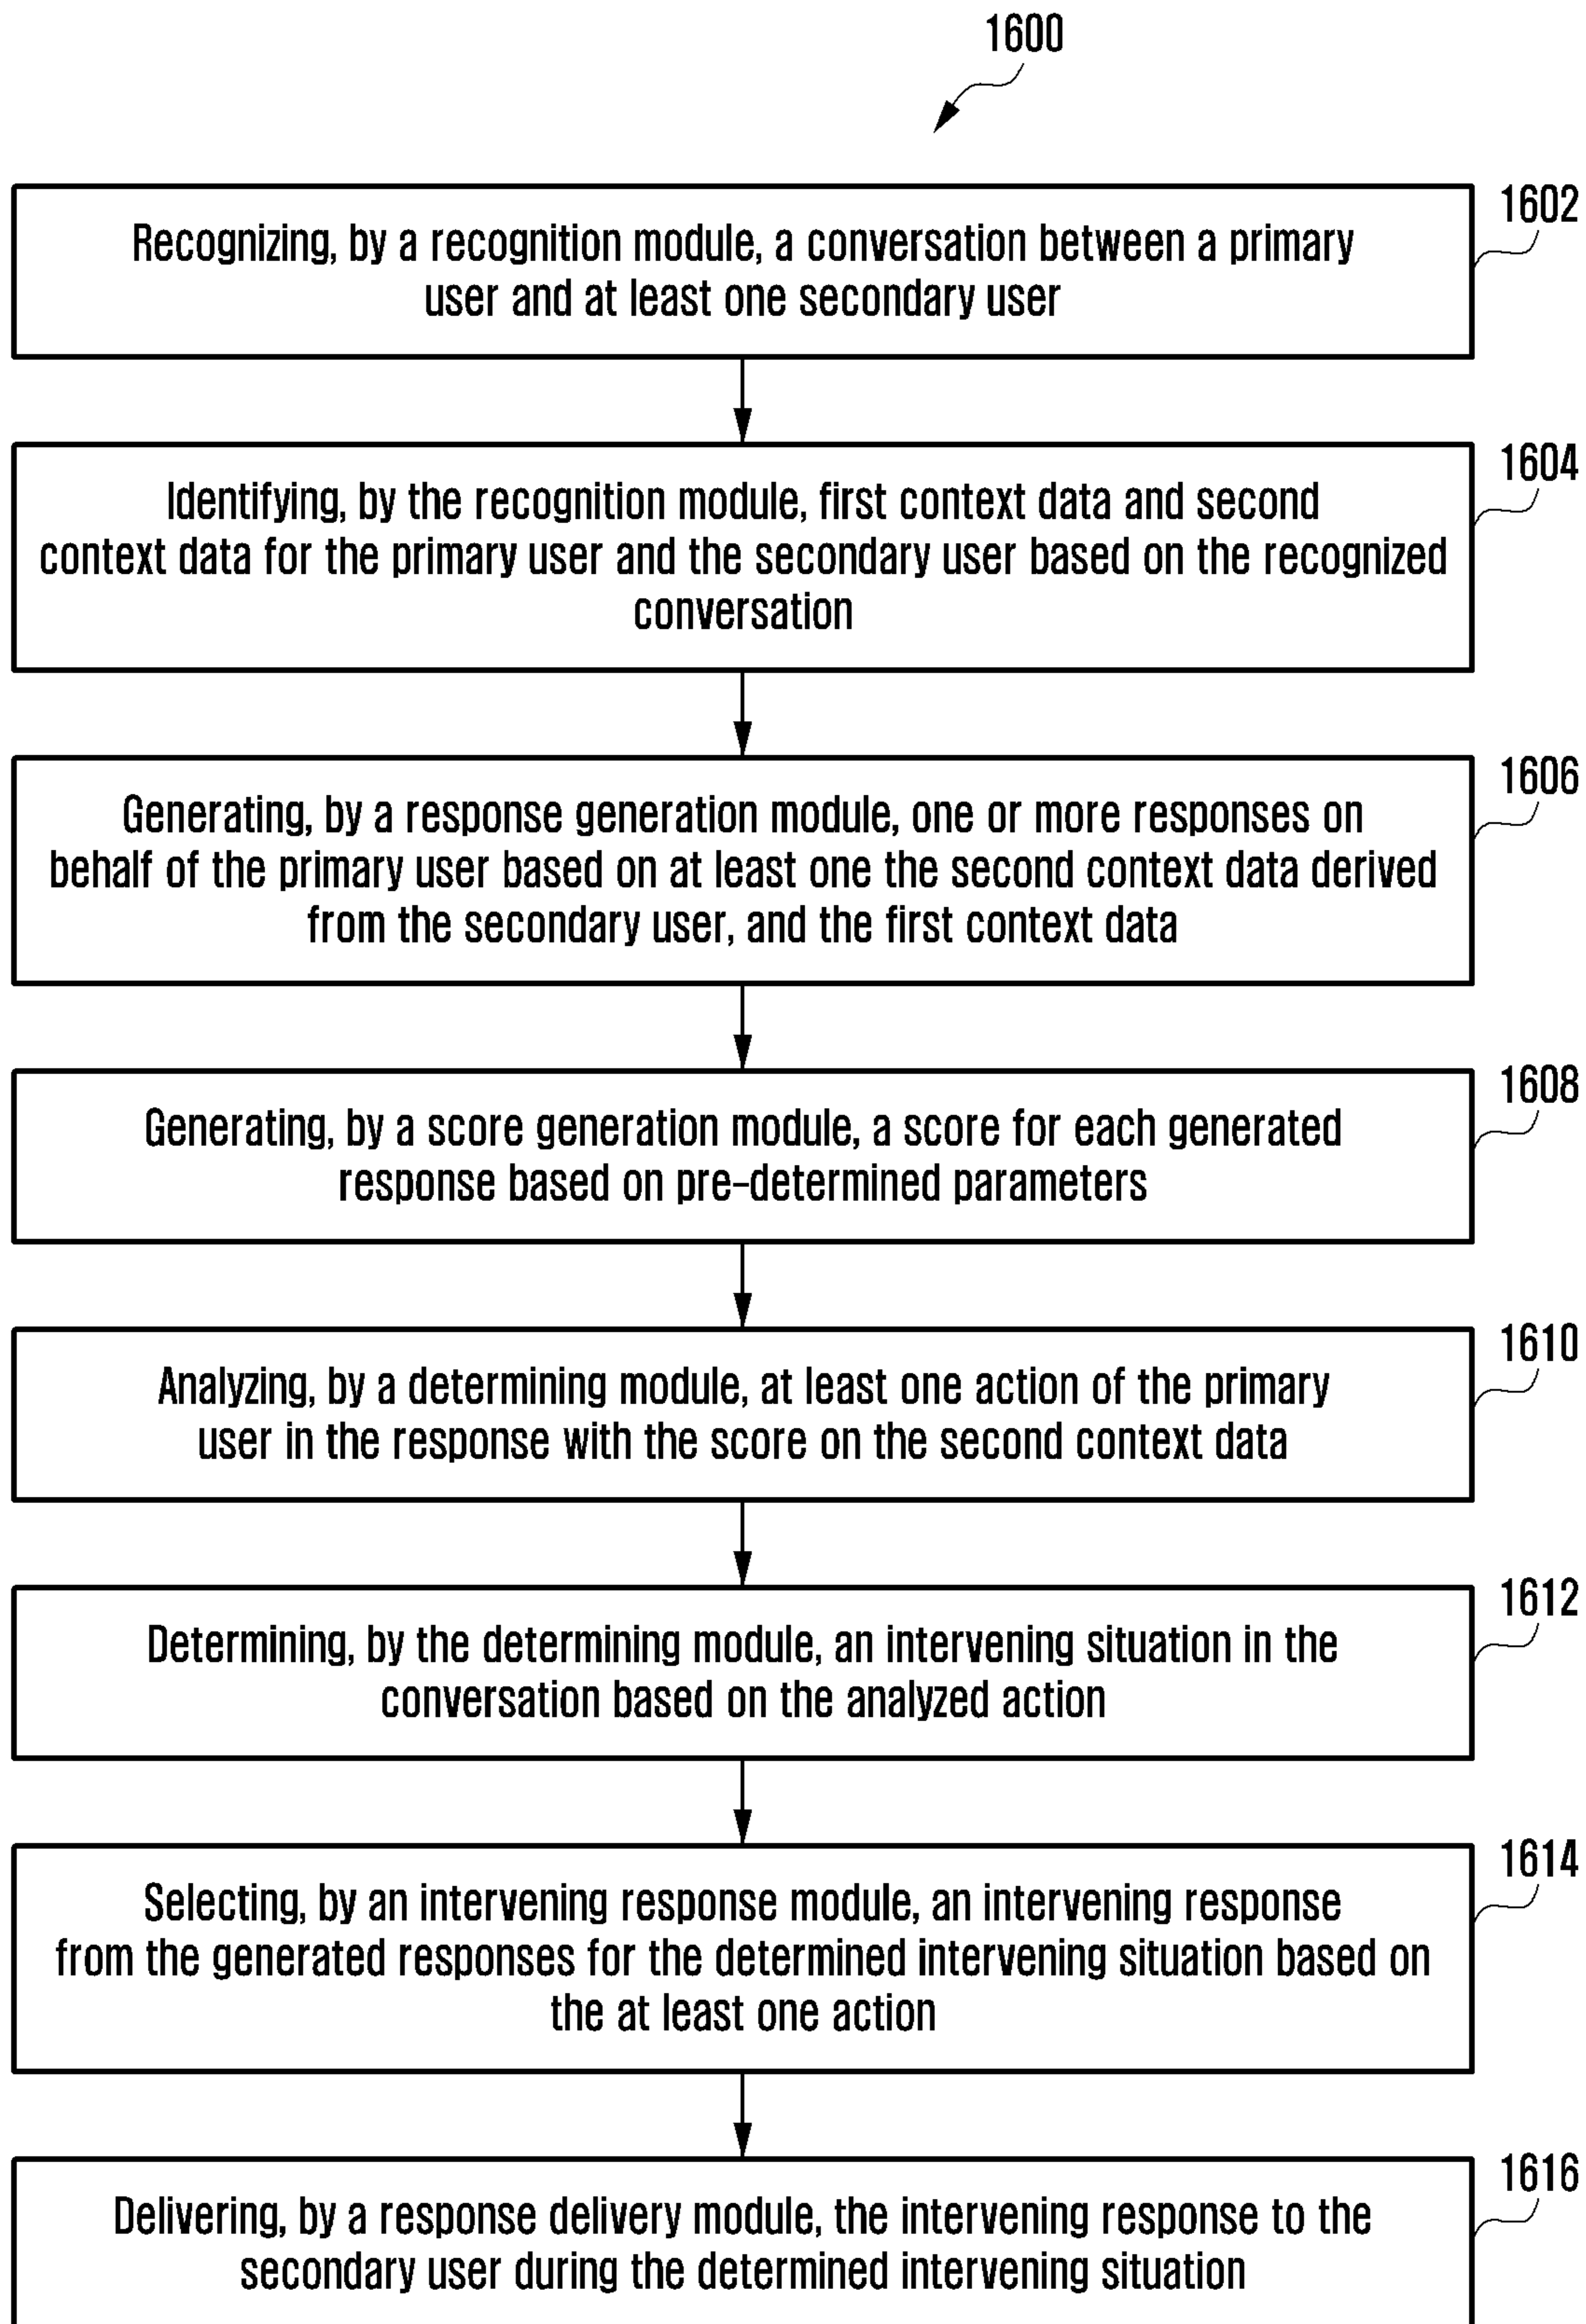 1600
1602
Recognizing, by a recognition module, a conversation between a primary
user and at least one secondary user
1604
Identifying, by the recognition module, first context data and second
context data for the primary user and the secondary user based on the recognized
conversation
1606
Generating, by a response generation module, one or more responses on
behalf of the primary user based on at least one the second context data derived
from the secondary user, and the first context data
1608
Generating, by a score generation module, a score for each generated
response based on pre-determined parameters
1610
Analyzing, by a determining module, at least one action of the primary
user in the response with the score on the second context data
1612
Determining, by the determining module, an intervening situation in the
conversation based on the analyzed action
1614
Selecting, by an intervening response module, an intervening response
from the generated responses for the determined intervening situation based on
the at least one action
1616
Delivering, by a response delivery module, the intervening response to the
secondary user during the determined intervening situation